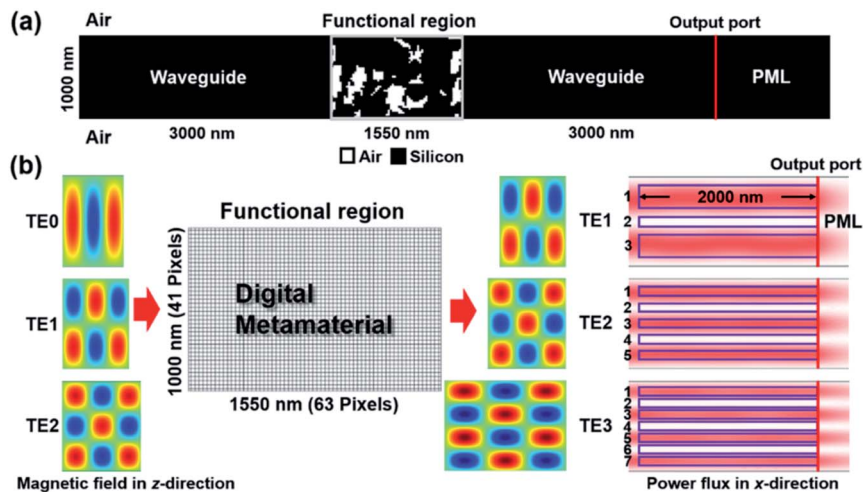 (a)
Air
Functional region
Output port
1000 nm
Waveguide
Waveguide
PML
Air
3000 nm
1550 nm
3000 nm
Air Silicon
(b)
Output port
TE0
Functional region
TE1
1
2000 nm
2
PML
3
TE1
1000 nm (41 Pixels)
Digital
Metamaterial
TE2
1
2
3
4
5
TE2
1550 nm (63 Pixels)
TE3
1
2
3
4
5
6
7
Magnetic field in z-direction
Power flux in x-direction